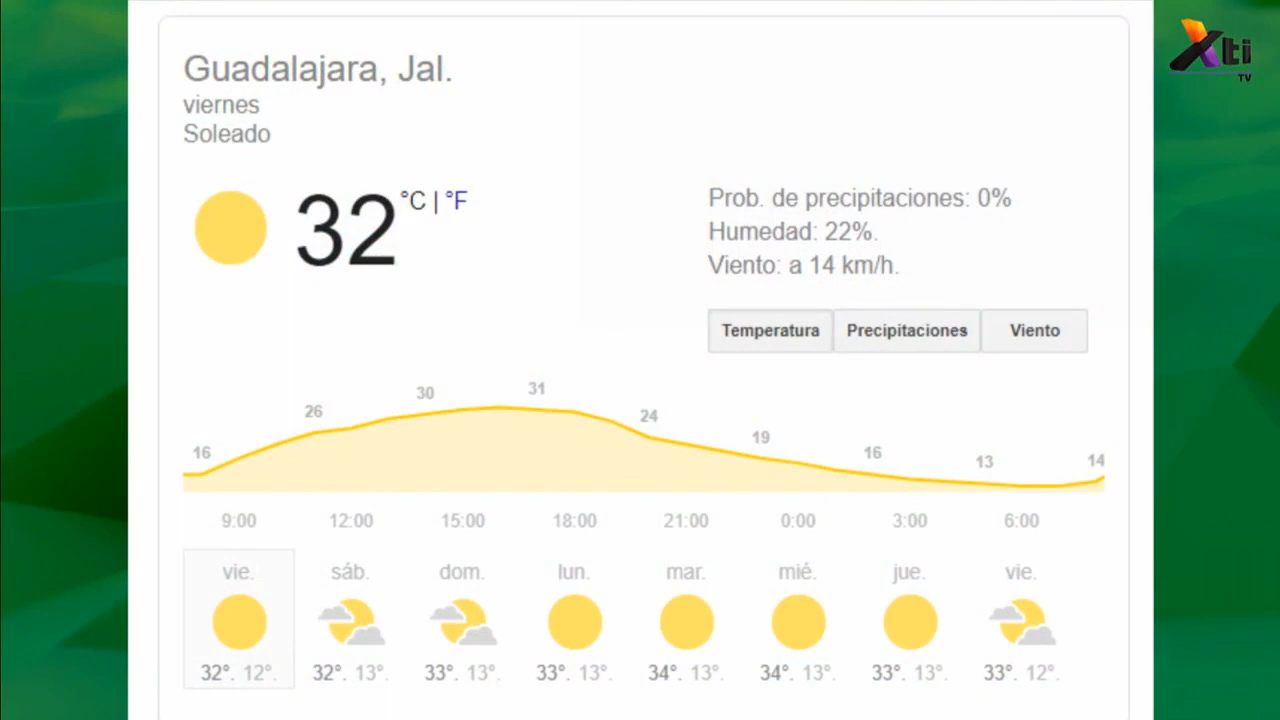 Xti
TV
Guadalajara, Jal.
viernes
Soleado
32 °C | °F
Prob. de precipitaciones: 0%
Humedad: 22%.
Viento: a 14 km/h.
Temperatura Precipitaciones Viento
16 26 30 31 24 19 16 13 14
9:00 12:00 15:00 18:00 21:00 0:00 3:00 6:00
vie. sáb. dom. lun. mar. mié. jue. vie.
32°. 12°. 32°. 13°. 33°. 13°. 33°. 13°. 34°. 13°. 34°. 13°. 33°. 13°. 33°. 12°.